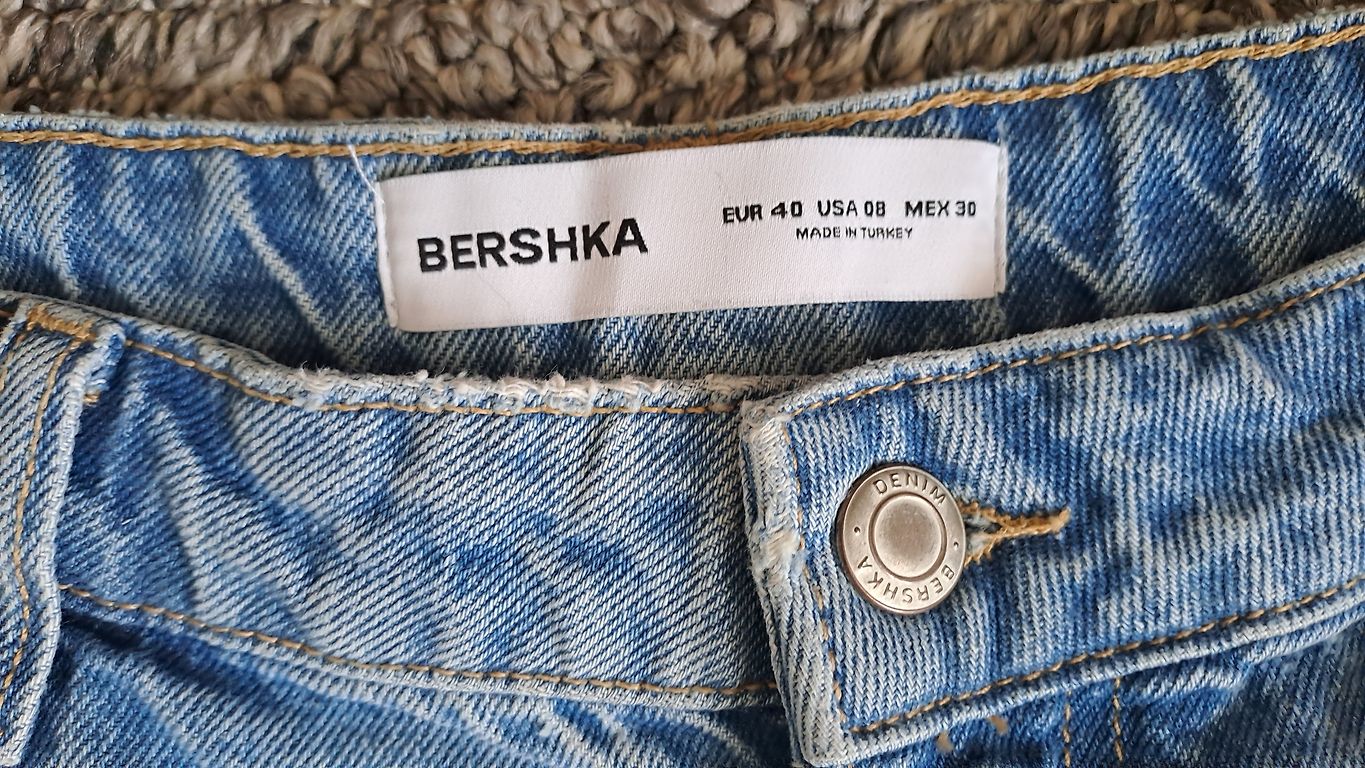 BERSHKA
EUR 40 USA 08 MEX 30
MADE IN TURKEY
DENIM
BERSHKA